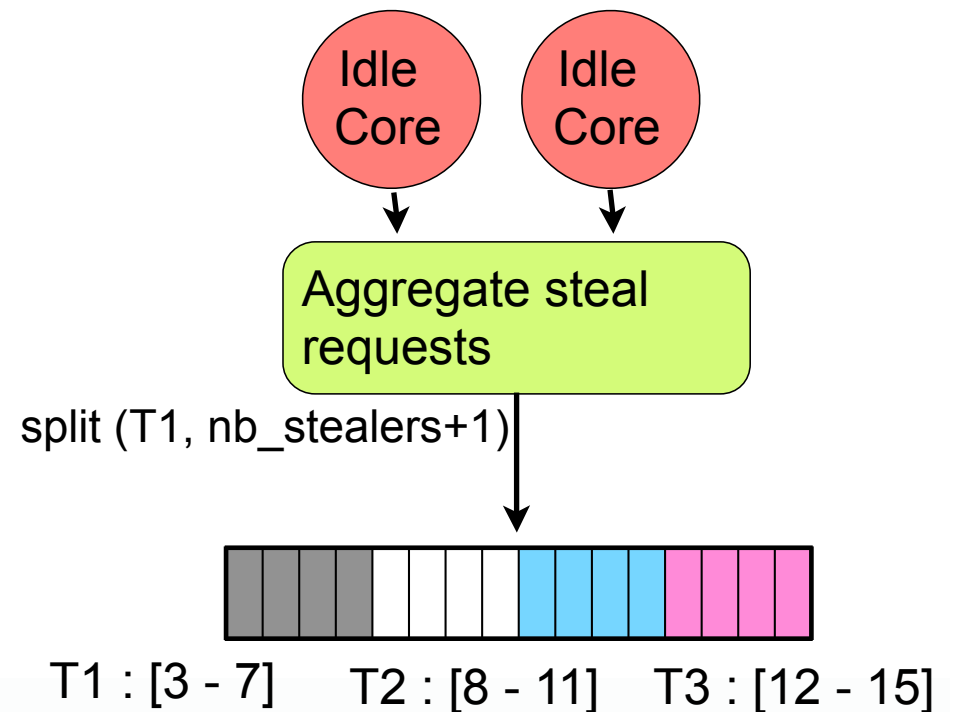 Idle
Core
Idle
Core
Aggregate steal
requests
split (T1, nb_stealers+1)
T1 : [3 - 7]
T2 : [8 - 11]
T3 : [12 - 15]